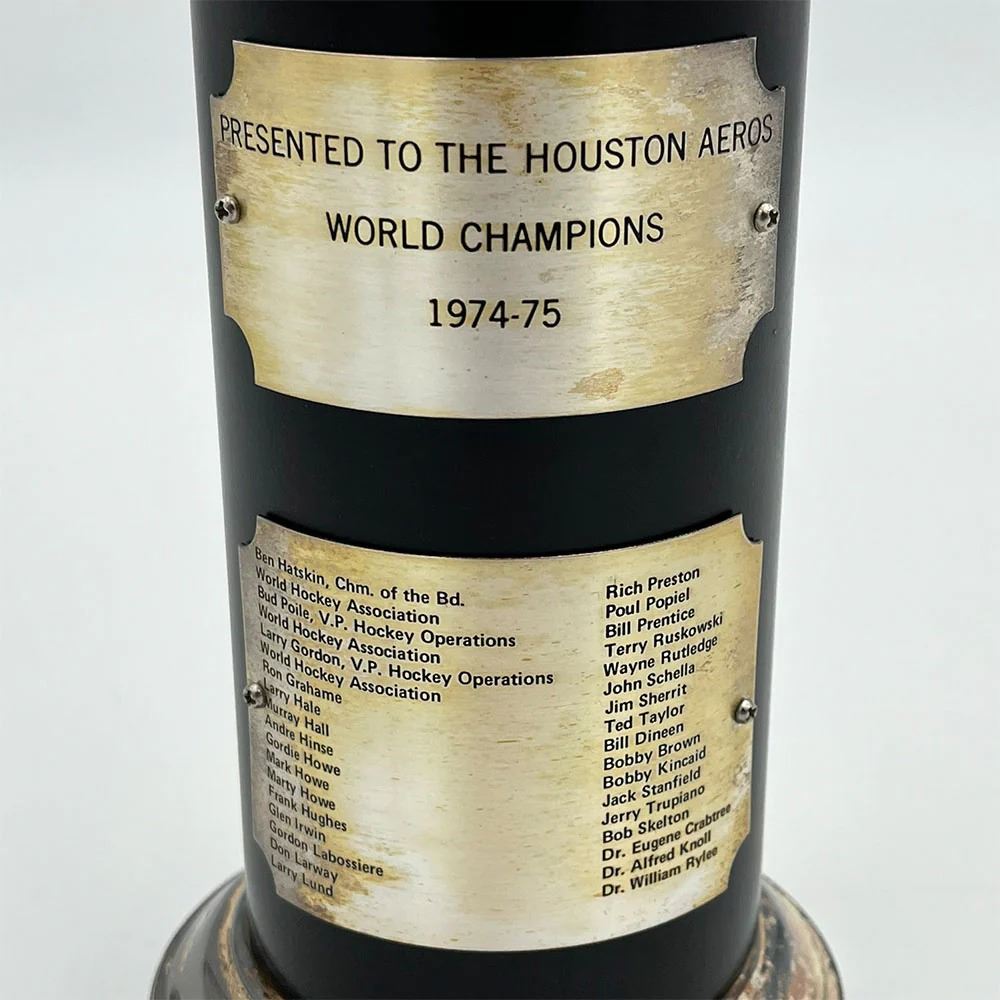 PRESENTED TO THE HOUSTON AEROS
WORLD CHAMPIONS
1974-75
Ben Hatskin, Chm. of the Bd.
World Hockey Association
Bud Poile, V.P. Hockey Operations
World Hockey Association
Larry Gordon, V.P. Hockey Operations
World Hockey Association
Ron Grahame
Larry Hale
Murray Hall
Andre Hinse
Gordie Howe
Mark Howe
Marty Howe
Frank Hughes
Glen Irwin
Gordon Labossiere
Don Larway
Larry Lund
Rich Preston
Poul Popiel
Bill Prentice
Terry Ruskowski
Wayne Rutledge
John Schella
Jim Sherrit
Ted Taylor
Bill Dineen
Bobby Brown
Bobby Kincaid
Jack Stanfield
Jerry Trupiano
Bob Skelton
Dr. Eugene Crabtree
Dr. Alfred Knoll
Dr. William Rylee